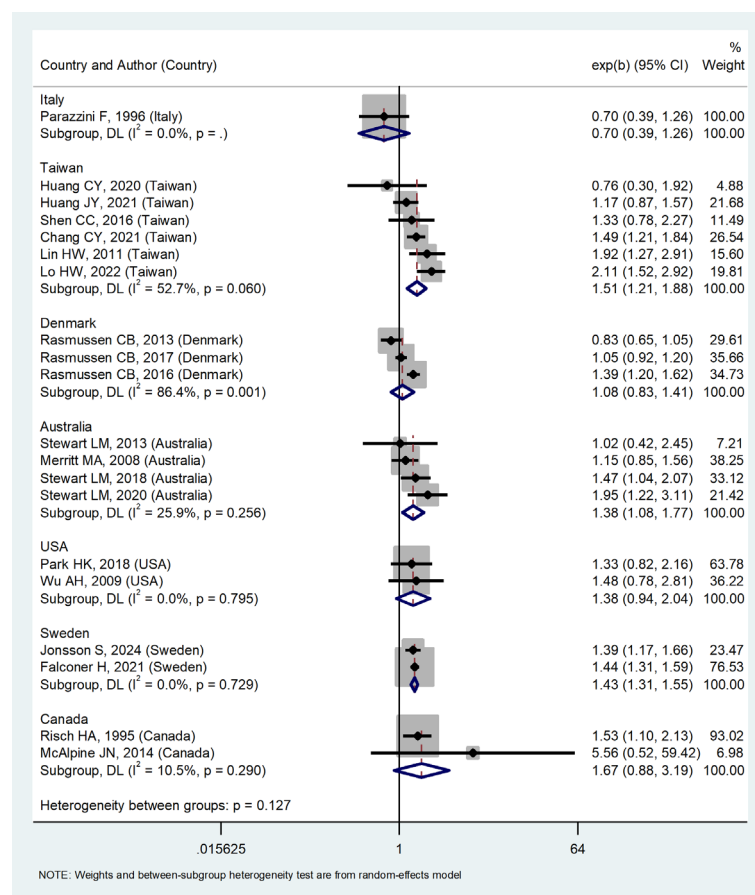 %
Country and Author (Country) exp(b) (95% CI) Weight
Italy
Parazzini F, 1996 (Italy) 0.70 (0.39, 1.26) 100.00
Subgroup, DL (I² = 0.0%, p = .) 0.70 (0.39, 1.26) 100.00
Taiwan
Huang CY, 2020 (Taiwan) 0.76 (0.30, 1.92) 4.88
Huang JY, 2021 (Taiwan) 1.17 (0.87, 1.57) 21.68
Shen CC, 2016 (Taiwan) 1.33 (0.78, 2.27) 11.49
Chang CY, 2021 (Taiwan) 1.49 (1.21, 1.84) 26.54
Lin HW, 2011 (Taiwan) 1.92 (1.27, 2.91) 15.60
Lo HW, 2022 (Taiwan) 2.11 (1.52, 2.92) 19.81
Subgroup, DL (I² = 52.7%, p = 0.060) 1.51 (1.21, 1.88) 100.00
Denmark
Rasmussen CB, 2013 (Denmark) 0.83 (0.65, 1.05) 29.61
Rasmussen CB, 2017 (Denmark) 1.05 (0.92, 1.20) 35.66
Rasmussen CB, 2016 (Denmark) 1.39 (1.20, 1.62) 34.73
Subgroup, DL (I² = 86.4%, p = 0.001) 1.08 (0.83, 1.41) 100.00
Australia
Stewart LM, 2013 (Australia) 1.02 (0.42, 2.45) 7.21
Merritt MA, 2008 (Australia) 1.15 (0.85, 1.56) 38.25
Stewart LM, 2018 (Australia) 1.47 (1.04, 2.07) 33.12
Stewart LM, 2020 (Australia) 1.95 (1.22, 3.11) 21.42
Subgroup, DL (I² = 25.9%, p = 0.256) 1.38 (1.08, 1.77) 100.00
USA
Park HK, 2018 (USA) 1.33 (0.82, 2.16) 63.78
Wu AH, 2009 (USA) 1.48 (0.78, 2.81) 36.22
Subgroup, DL (I² = 0.0%, p = 0.795) 1.38 (0.94, 2.04) 100.00
Sweden
Jonsson S, 2024 (Sweden) 1.39 (1.17, 1.66) 23.47
Falconer H, 2021 (Sweden) 1.44 (1.31, 1.59) 76.53
Subgroup, DL (I² = 0.0%, p = 0.729) 1.43 (1.31, 1.55) 100.00
Canada
Risch HA, 1995 (Canada) 1.53 (1.10, 2.13) 93.02
McAlpine JN, 2014 (Canada) 5.56 (0.52, 59.42) 6.98
Subgroup, DL (I² = 10.5%, p = 0.290) 1.67 (0.88, 3.19) 100.00
Heterogeneity between groups: p = 0.127
.015625 1 64
NOTE: Weights and between-subgroup heterogeneity test are from random-effects model